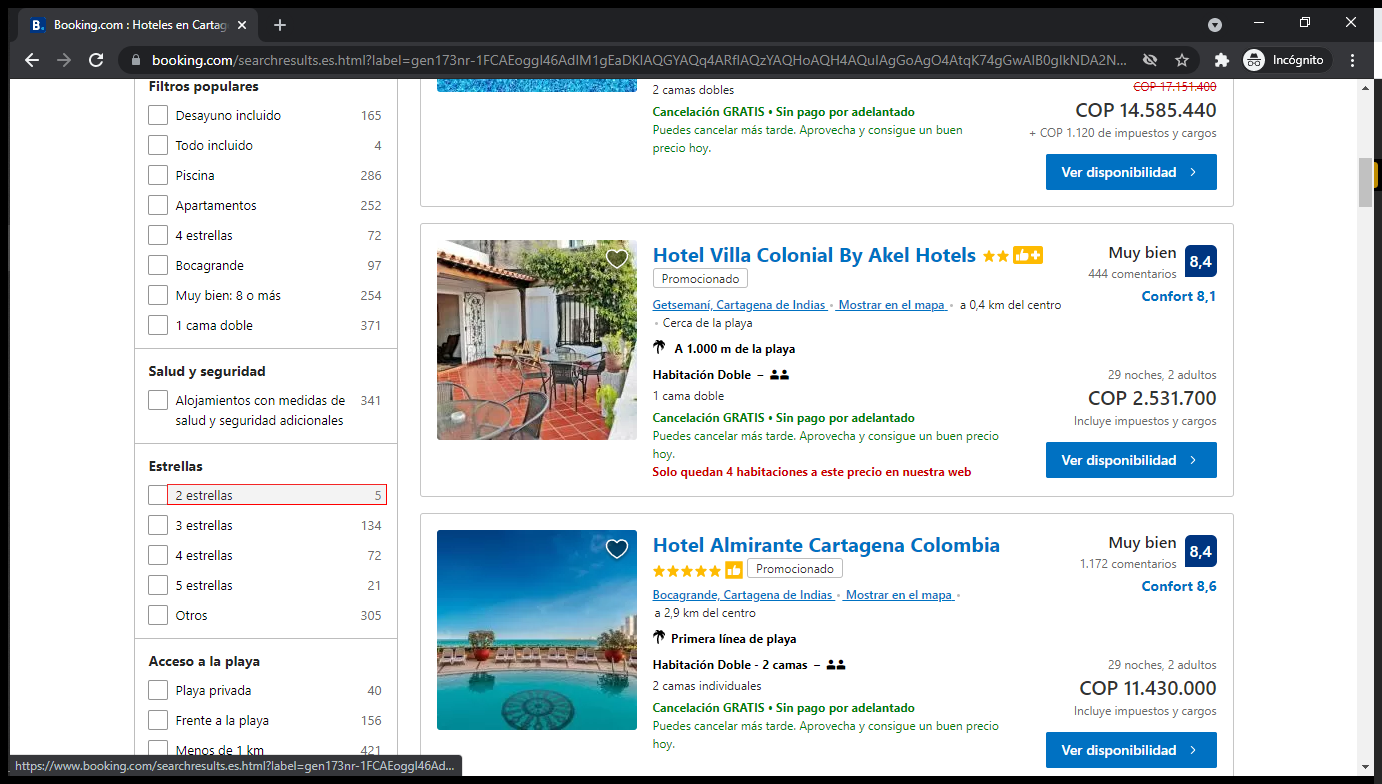 Booking.com : Hoteles en Cartag
booking.com/searchresults.es.html?label=gen173nr-1FCAEoggI46AdIM1gEaDKIAQGYAQq4ARfIAQzYAQHoAQH4AQuIAgGoAgO4AtqK74gGwAIB0gIkNDA2N...
Incógnito
Filtros populares
Desayuno incluido 165
Todo incluido 4
Piscina 286
Apartamentos 252
4 estrellas 72
Bocagrande 97
Muy bien: 8 o más 254
1 cama doble 371
Salud y seguridad
Alojamientos con medidas de 341
salud y seguridad adicionales
Estrellas
2 estrellas 5
3 estrellas 134
4 estrellas 72
5 estrellas 21
Otros 305
Acceso a la playa
Playa privada 40
Frente a la playa 156
Menos de 1 km 421
https://www.booking.com/searchresults.es.html?label=gen173nr-1FCAEoggI46Ad...
2 camas dobles
Cancelación GRATIS • Sin pago por adelantado
Puedes cancelar más tarde. Aprovecha y consigue un buen
precio hoy.
COP 17.151.400
COP 14.585.440
+ COP 1.120 de impuestos y cargos
Ver disponibilidad
Hotel Villa Colonial By Akel Hotels
Promocionado
Getsemaní, Cartagena de Indias • Mostrar en el mapa • a 0,4 km del centro
• Cerca de la playa
A 1.000 m de la playa
Habitación Doble –
1 cama doble
Cancelación GRATIS • Sin pago por adelantado
Puedes cancelar más tarde. Aprovecha y consigue un buen precio
hoy.
Solo quedan 4 habitaciones a este precio en nuestra web
Muy bien 8,4
444 comentarios
Confort 8,1
29 noches, 2 adultos
COP 2.531.700
Incluye impuestos y cargos
Ver disponibilidad
Hotel Almirante Cartagena Colombia
Promocionado
Bocagrande, Cartagena de Indias • Mostrar en el mapa •
a 2,9 km del centro
Primera línea de playa
Habitación Doble - 2 camas –
2 camas individuales
Cancelación GRATIS • Sin pago por adelantado
Puedes cancelar más tarde. Aprovecha y consigue un buen precio
hoy.
Muy bien 8,4
1.172 comentarios
Confort 8,6
29 noches, 2 adultos
COP 11.430.000
Incluye impuestos y cargos
Ver disponibilidad